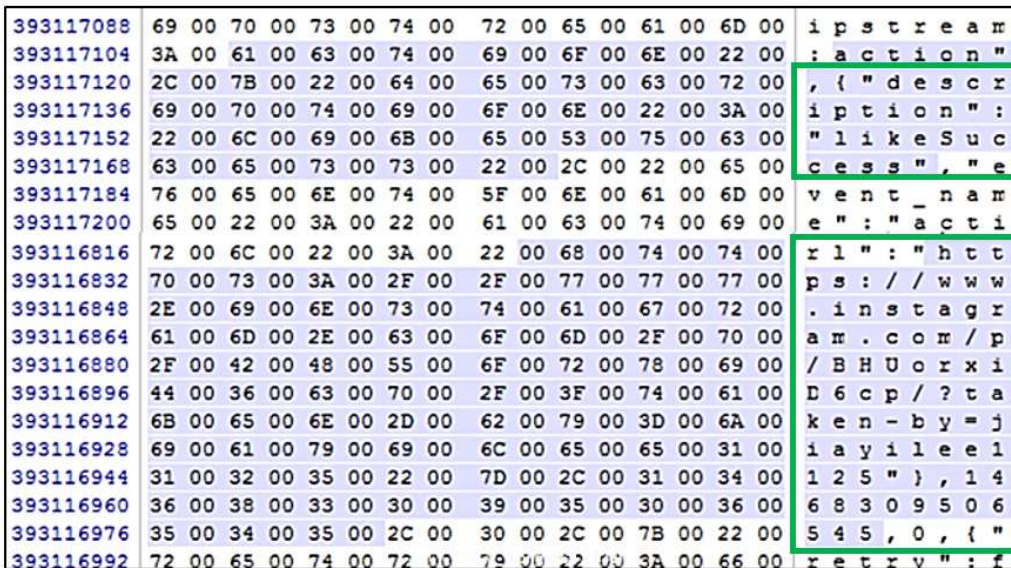 393117088 69 00 70 00 73 00 74 00 72 00 65 00 61 00 6D 00 i p s t r e a m
393117104 3A 00 61 00 63 00 74 00 69 00 6F 00 6E 00 22 00 : a c t i o n "
393117120 2C 00 7B 00 22 00 64 00 65 00 73 00 63 00 72 00 , { " d e s c r
393117136 69 00 70 00 74 00 69 00 6F 00 6E 00 22 00 3A 00 i p t i o n " :
393117152 22 00 6C 00 69 00 6B 00 65 00 53 00 75 00 63 00 " l i k e S u c
393117168 63 00 65 00 73 00 73 00 22 00 2C 00 22 00 65 00 c e s s " , " e
393117184 76 00 65 00 6E 00 74 00 5F 00 6E 00 61 00 6D 00 v e n t _ n a m
393117200 65 00 22 00 3A 00 22 00 61 00 63 00 74 00 69 00 e " : " a c t i
393116816 72 00 6C 00 22 00 3A 00 22 00 68 00 74 00 74 00 r l " : " h t t
393116832 70 00 73 00 3A 00 2F 00 2F 00 77 00 77 00 77 00 p s : / / w w w
393116848 2E 00 69 00 6E 00 73 00 74 00 61 00 67 00 72 00 . i n s t a g r
393116864 61 00 6D 00 2E 00 63 00 6F 00 6D 00 2F 00 70 00 a m . c o m / p
393116880 2F 00 42 00 48 00 55 00 6F 00 72 00 78 00 69 00 / B H U o r x i
393116896 44 00 36 00 63 00 70 00 2F 00 3F 00 74 00 61 00 D 6 c p / ? t a
393116912 6B 00 65 00 6E 00 2D 00 62 00 79 00 3D 00 6A 00 k e n - b y = j
393116928 69 00 61 00 79 00 69 00 6C 00 65 00 65 00 31 00 i a y i l e e 1
393116944 31 00 32 00 35 00 22 00 7D 00 2C 00 31 00 34 00 1 2 5 " } , 1 4
393116960 36 00 38 00 33 00 30 00 39 00 35 00 30 00 36 00 6 8 3 0 9 5 0 6
393116976 35 00 34 00 35 00 2C 00 30 00 2C 00 7B 00 22 00 5 4 5 , 0 , { "
393116992 72 00 65 00 74 00 72 00 79 00 22 00 3A 00 66 00 r e t r y " : f